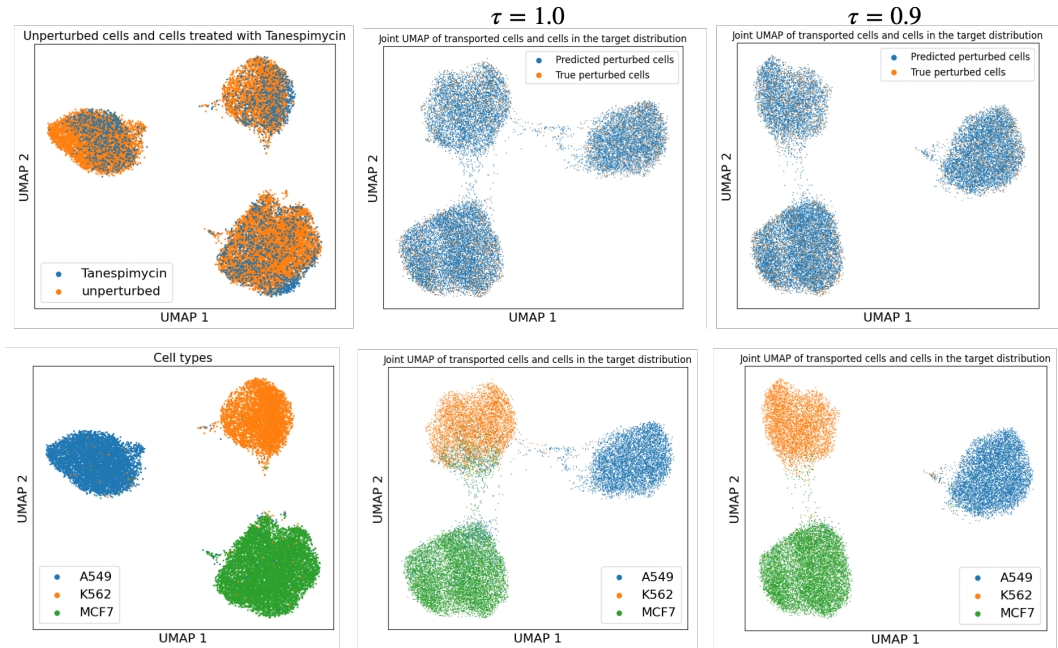 τ = 1.0
τ = 0.9
Unperturbed cells and cells treated with Tanespimycin
Joint UMAP of transported cells and cells in the target distribution
Joint UMAP of transported cells and cells in the target distribution
Tanespimycin
unperturbed
UMAP 2
UMAP 1
Predicted perturbed cells
True perturbed cells
UMAP 2
UMAP 1
Predicted perturbed cells
True perturbed cells
UMAP 2
UMAP 1
Cell types
Joint UMAP of transported cells and cells in the target distribution
Joint UMAP of transported cells and cells in the target distribution
A549
K562
MCF7
UMAP 2
UMAP 1
A549
K562
MCF7
UMAP 2
UMAP 1
A549
K562
MCF7
UMAP 2
UMAP 1